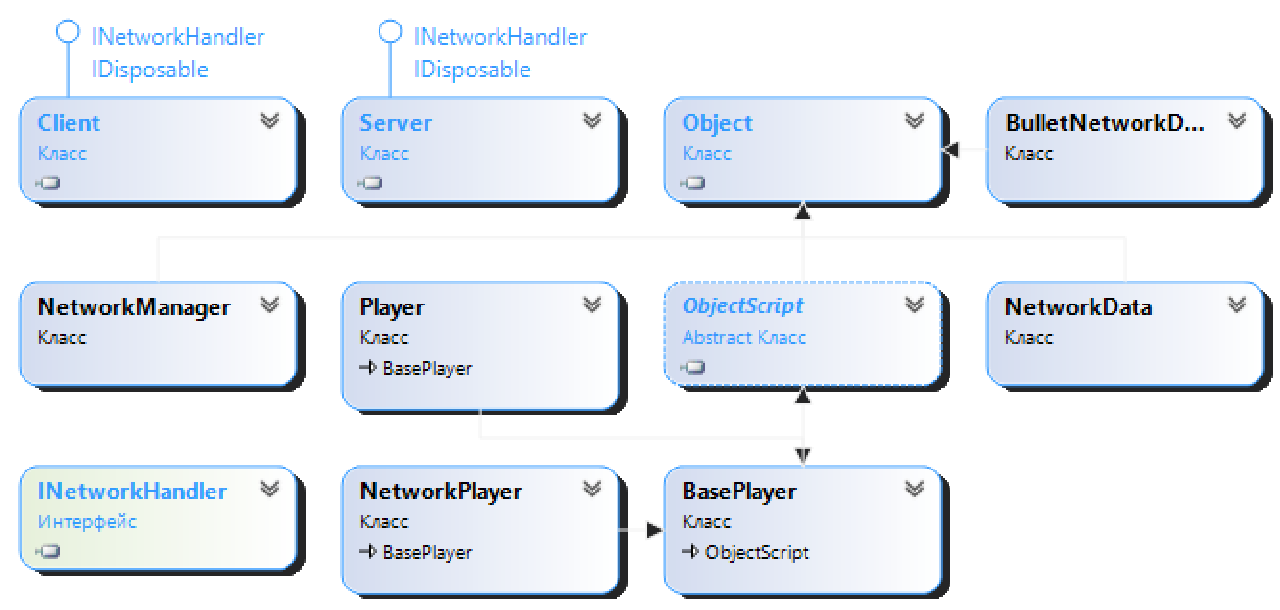 INetworkHandler
IDisposable
INetworkHandler
IDisposable
Client
Класс
Server
Класс
Object
Класс
BulletNetworkD...
Класс
NetworkManager
Класс
Player
Класс
BasePlayer
ObjectScript
Abstract Класс
NetworkData
Класс
INetworkHandler
Интерфейс
NetworkPlayer
Класс
BasePlayer
BasePlayer
Класс
ObjectScript